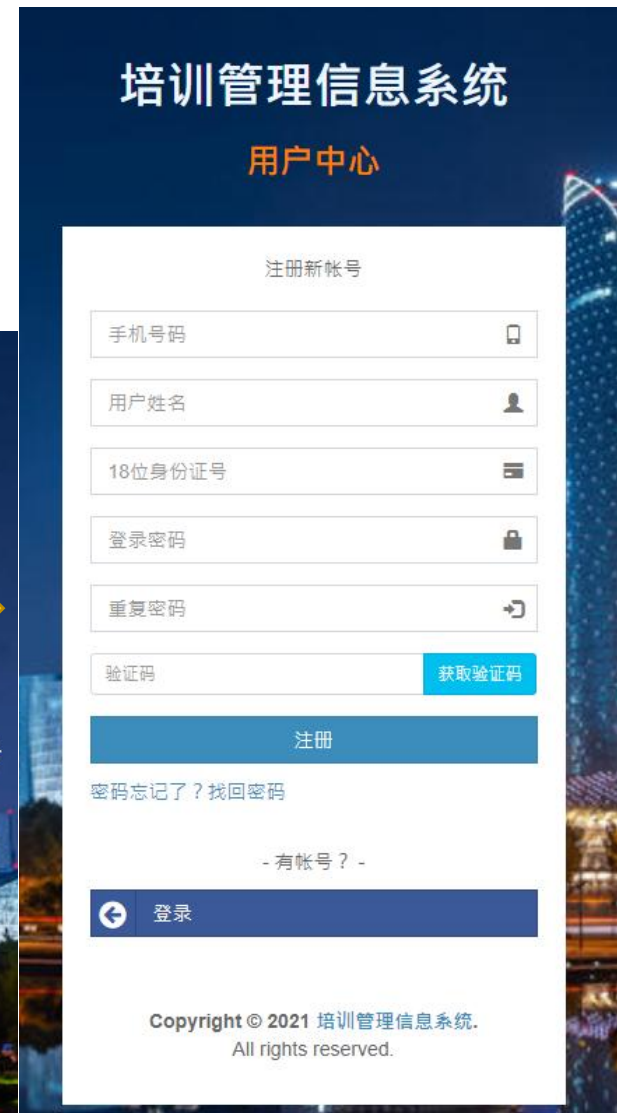 培训管理信息系统
用户中心
注册新帐号
手机号码
用户姓名
18位身份证号
登录密码
重复密码
验证码 获取验证码
注册
密码忘记了？找回密码
- 有帐号？ -
登录
Copyright © 2021 培训管理信息系统.
All rights reserved.